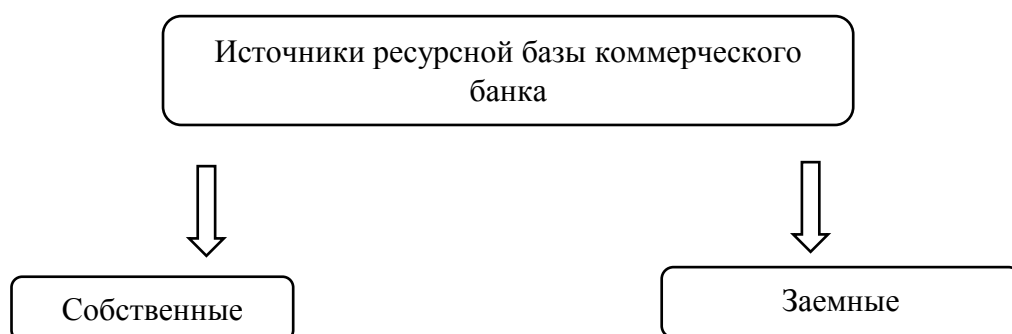 Источники ресурсной базы коммерческого
банка
Собственные
Заемные